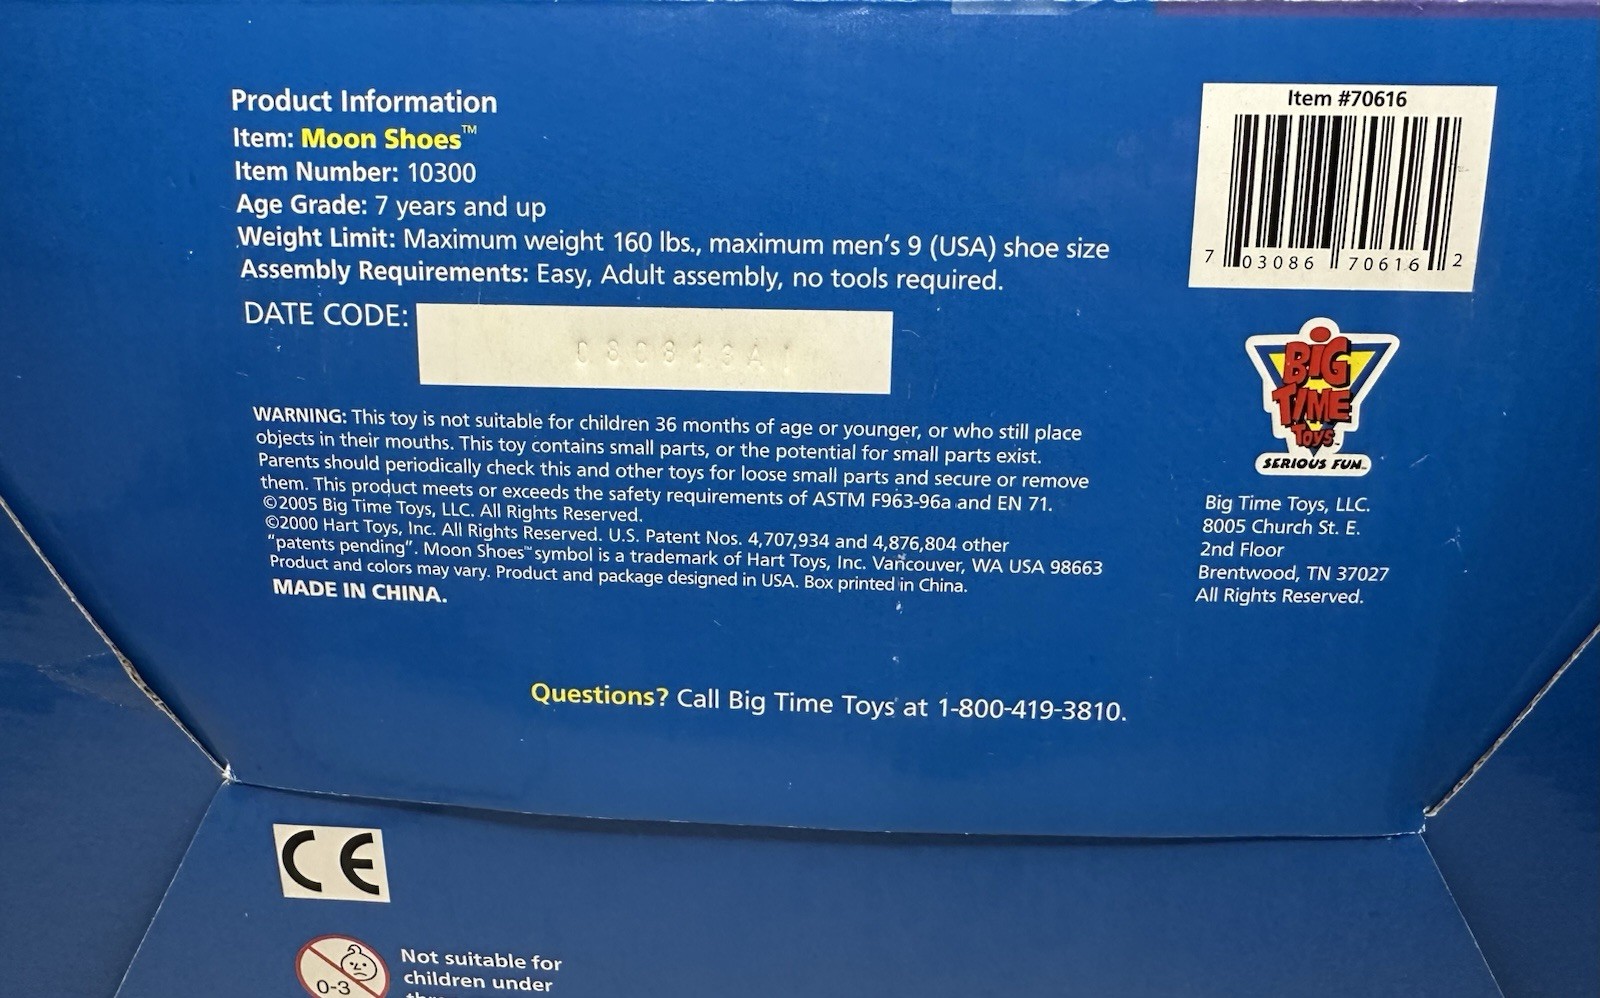 Product Information
Item: Moon Shoes™
Item Number: 10300
Age Grade: 7 years and up
Weight Limit: Maximum weight 160 lbs., maximum men's 9 (USA) shoe size
Assembly Requirements: Easy, Adult assembly, no tools required.
DATE CODE:
WARNING: This toy is not suitable for children 36 months of age or younger, or who still place
objects in their mouths. This toy contains small parts, or the potential for small parts exist.
Parents should periodically check this and other toys for loose small parts and secure or remove
them. This product meets or exceeds the safety requirements of ASTM F963-96a and EN 71.
©2005 Big Time Toys, LLC. All Rights Reserved.
©2000 Hart Toys, Inc. All Rights Reserved. U.S. Patent Nos. 4,707,934 and 4,876,804 other
"patents pending". Moon Shoes™ symbol is a trademark of Hart Toys, Inc. Vancouver, WA USA 98663
Product and colors may vary. Product and package designed in USA. Box printed in China.
MADE IN CHINA.
Item #70616
7 03086 70616 2
BIG
TIME
TOYS™
SERIOUS FUN™
Big Time Toys, LLC.
8005 Church St. E.
2nd Floor
Brentwood, TN 37027
All Rights Reserved.
Questions? Call Big Time Toys at 1-800-419-3810.
CE
0-3
Not suitable for
children under